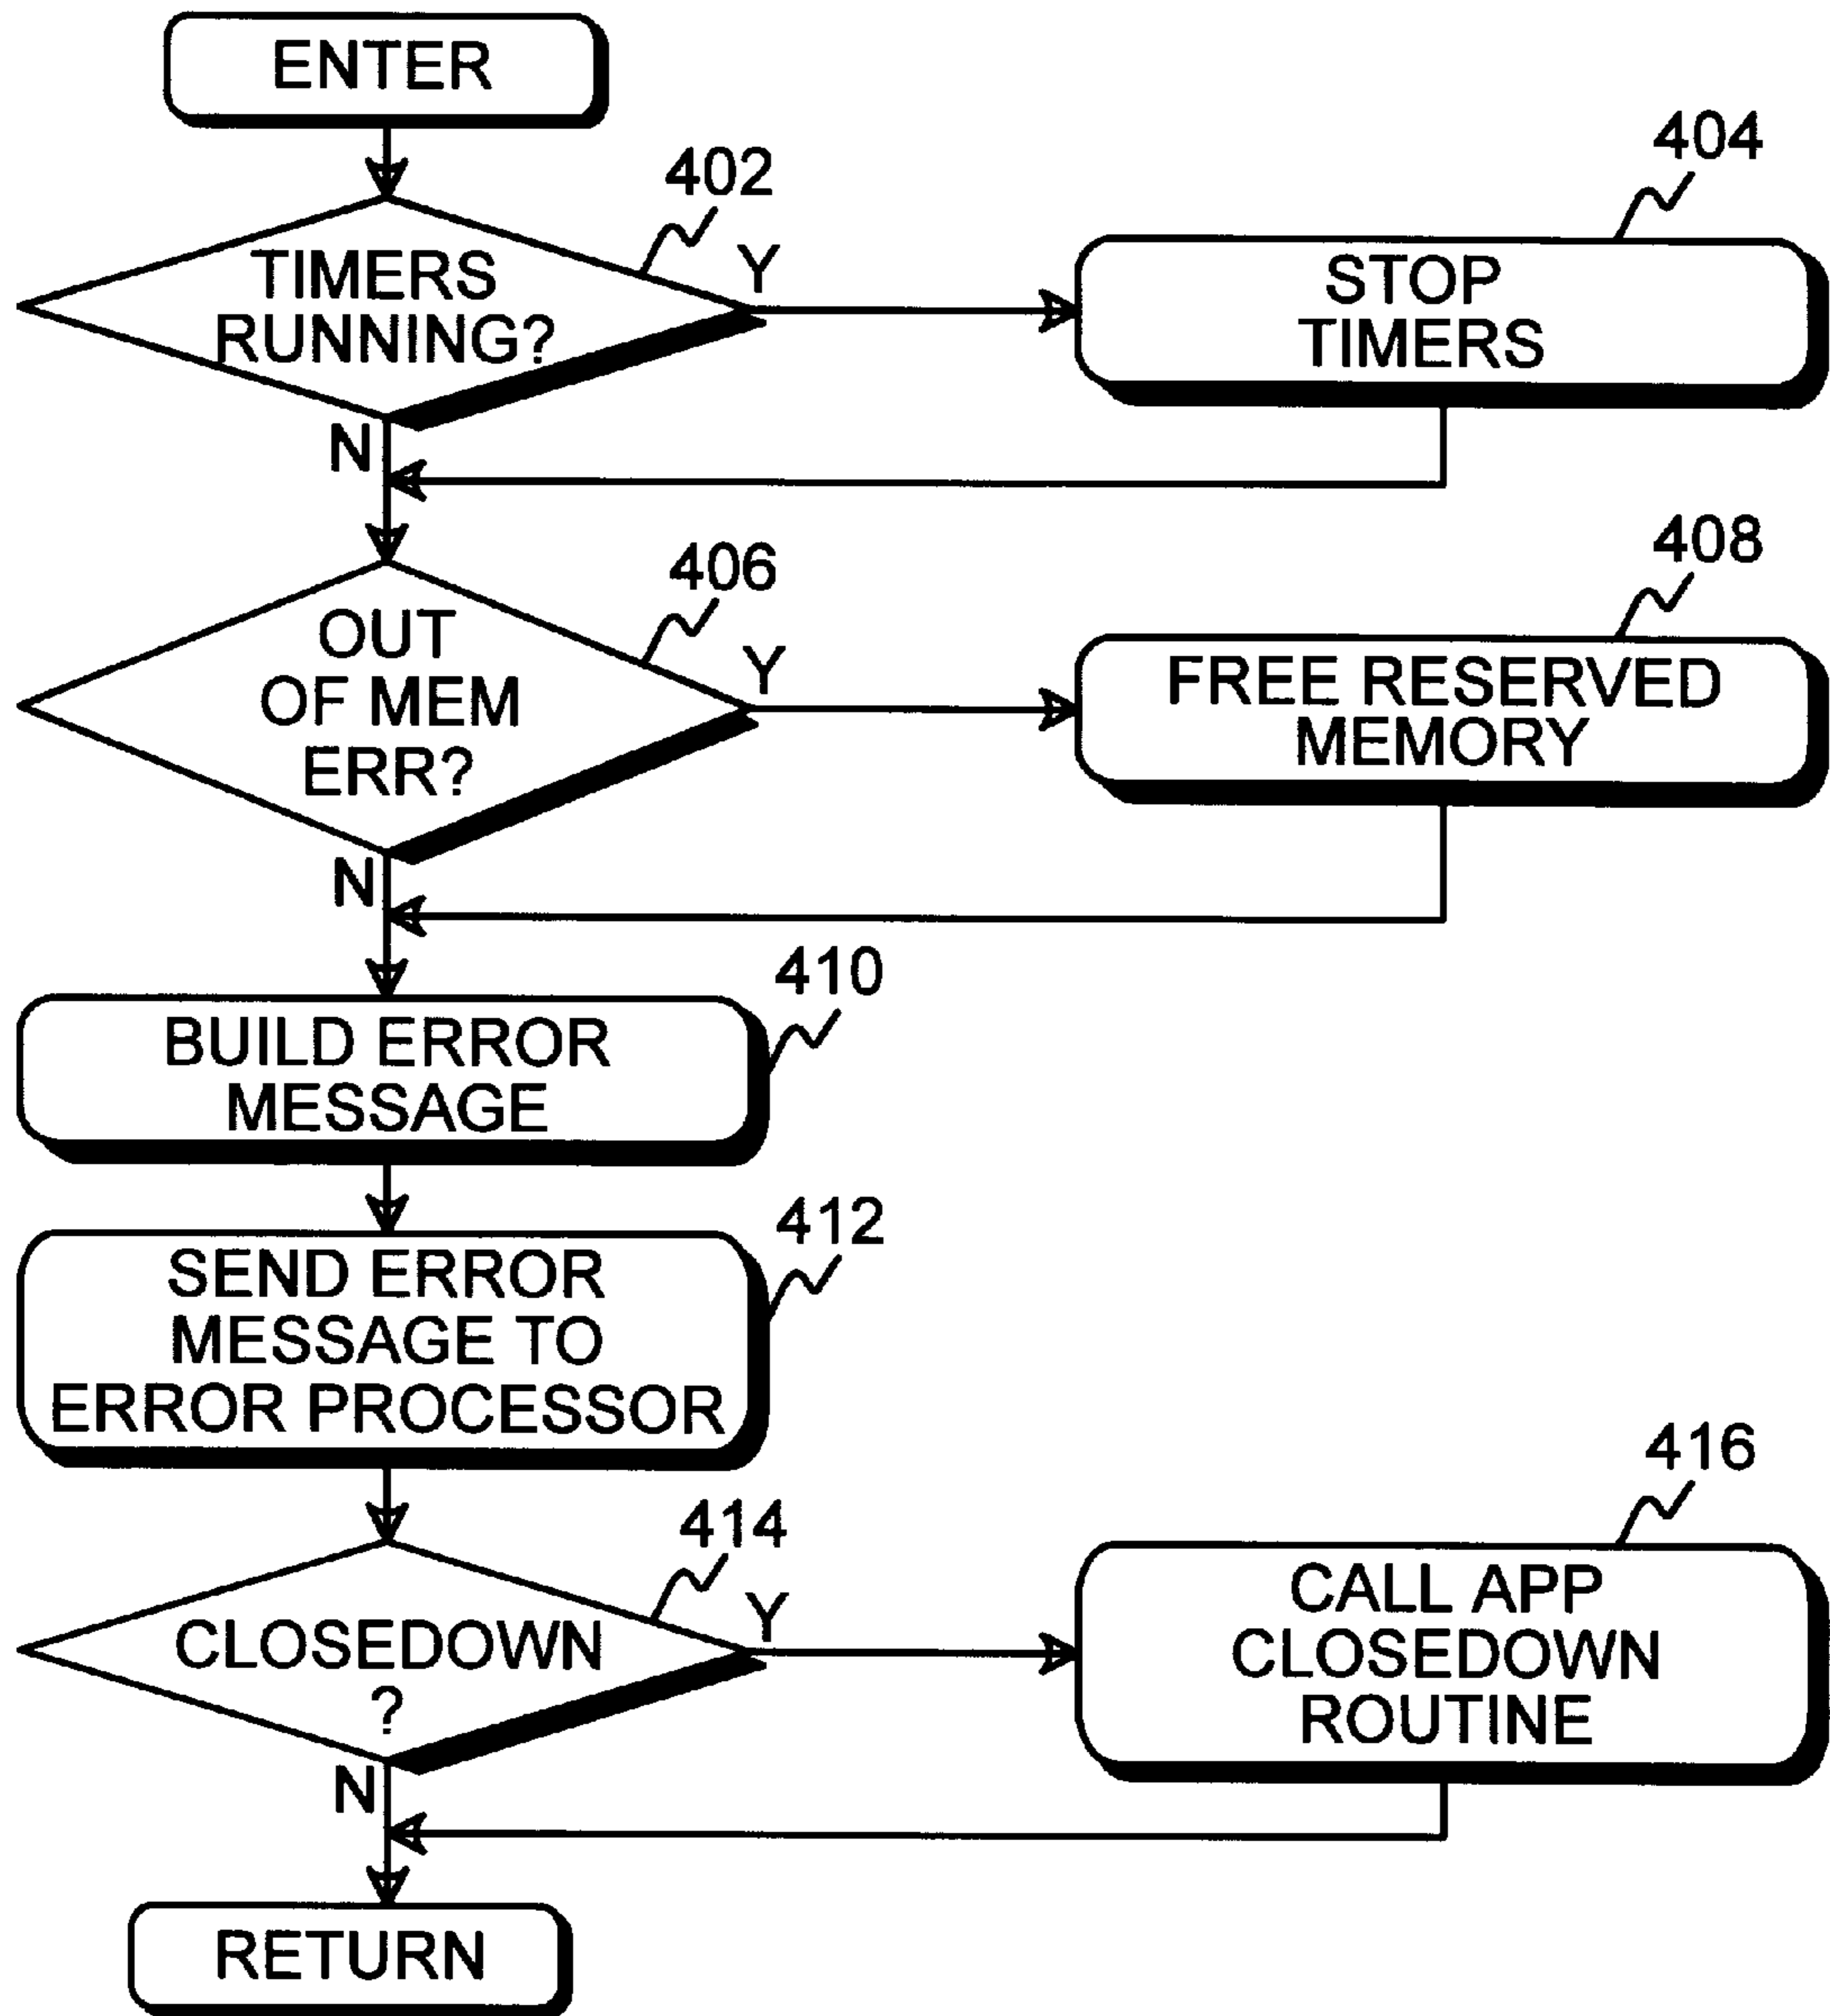 ENTER
402
TIMERS
RUNNING?
Y
404
STOP
TIMERS
N
406
OUT
OF MEM
ERR?
Y
408
FREE RESERVED
MEMORY
N
410
BUILD ERROR
MESSAGE
412
SEND ERROR
MESSAGE TO
ERROR PROCESSOR
414
CLOSEDOWN
?
Y
416
CALL APP
CLOSEDOWN
ROUTINE
N
RETURN